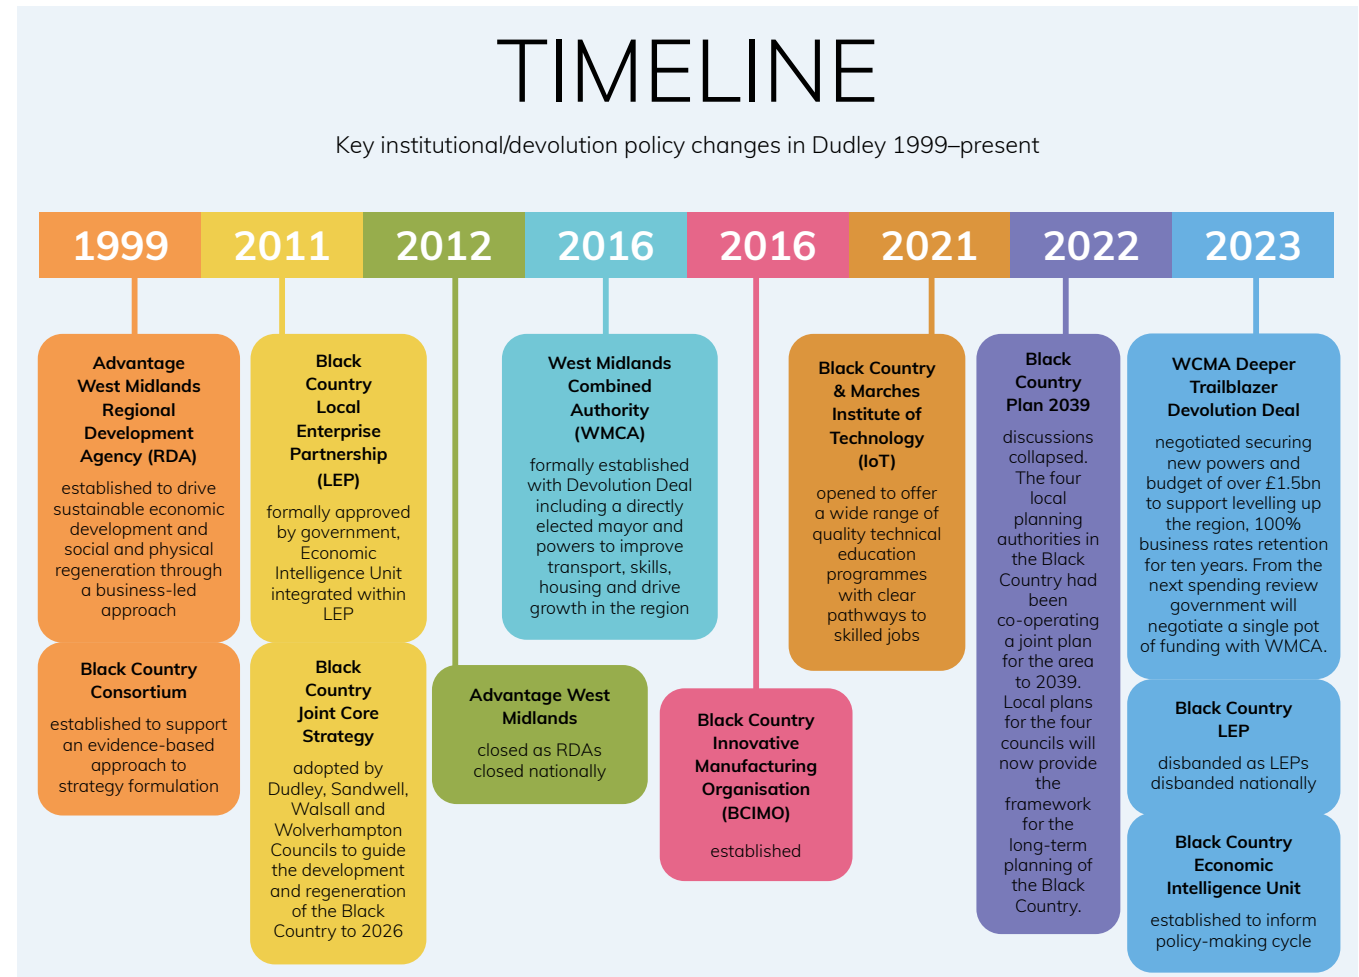 TIMELINE
Key institutional/devolution policy changes in Dudley 1999–present
1999
2011
2012
2016
2016
2021
2022
2023
Advantage
West Midlands
Regional
Development
Agency (RDA)
established to drive
sustainable economic
development and
social and physical
regeneration through
a business-led
approach
Black Country
Consortium
established to support
an evidence-based
approach to
strategy formulation
Black
Country
Local
Enterprise
Partnership
(LEP)
formally approved
by government,
Economic
Intelligence Unit
integrated within
LEP
Black
Country
Joint Core
Strategy
adopted by
Dudley, Sandwell,
Walsall and
Wolverhampton
Councils to guide
the development
and regeneration
of the Black
Country to 2026
Advantage West
Midlands
closed as RDAs
closed nationally
West Midlands
Combined
Authority
(WMCA)
formally established
with Devolution Deal
including a directly
elected mayor and
powers to improve
transport, skills,
housing and drive
growth in the region
Black Country
Innovative
Manufacturing
Organisation
(BCIMO)
established
Black Country
& Marches
Institute of
Technology
(IoT)
opened to offer
a wide range of
quality technical
education
programmes
with clear
pathways to
skilled jobs
Black
Country
Plan 2039
discussions
collapsed.
The four
local
planning
authorities in
the Black
Country had
been
co-operating
a joint plan
for the area
to 2039.
Local plans
for the four
councils will
now provide
the
framework
for the
long-term
planning of
the Black
Country.
WCMA Deeper
Trailblazer
Devolution Deal
negotiated securing
new powers and
budget of over £1.5bn
to support levelling up
the region, 100%
business rates retention
for ten years. From the
next spending review
government will
negotiate a single pot
of funding with WMCA.
Black Country
LEP
disbanded as LEPs
disbanded nationally
Black Country
Economic
Intelligence Unit
established to inform
policy-making cycle